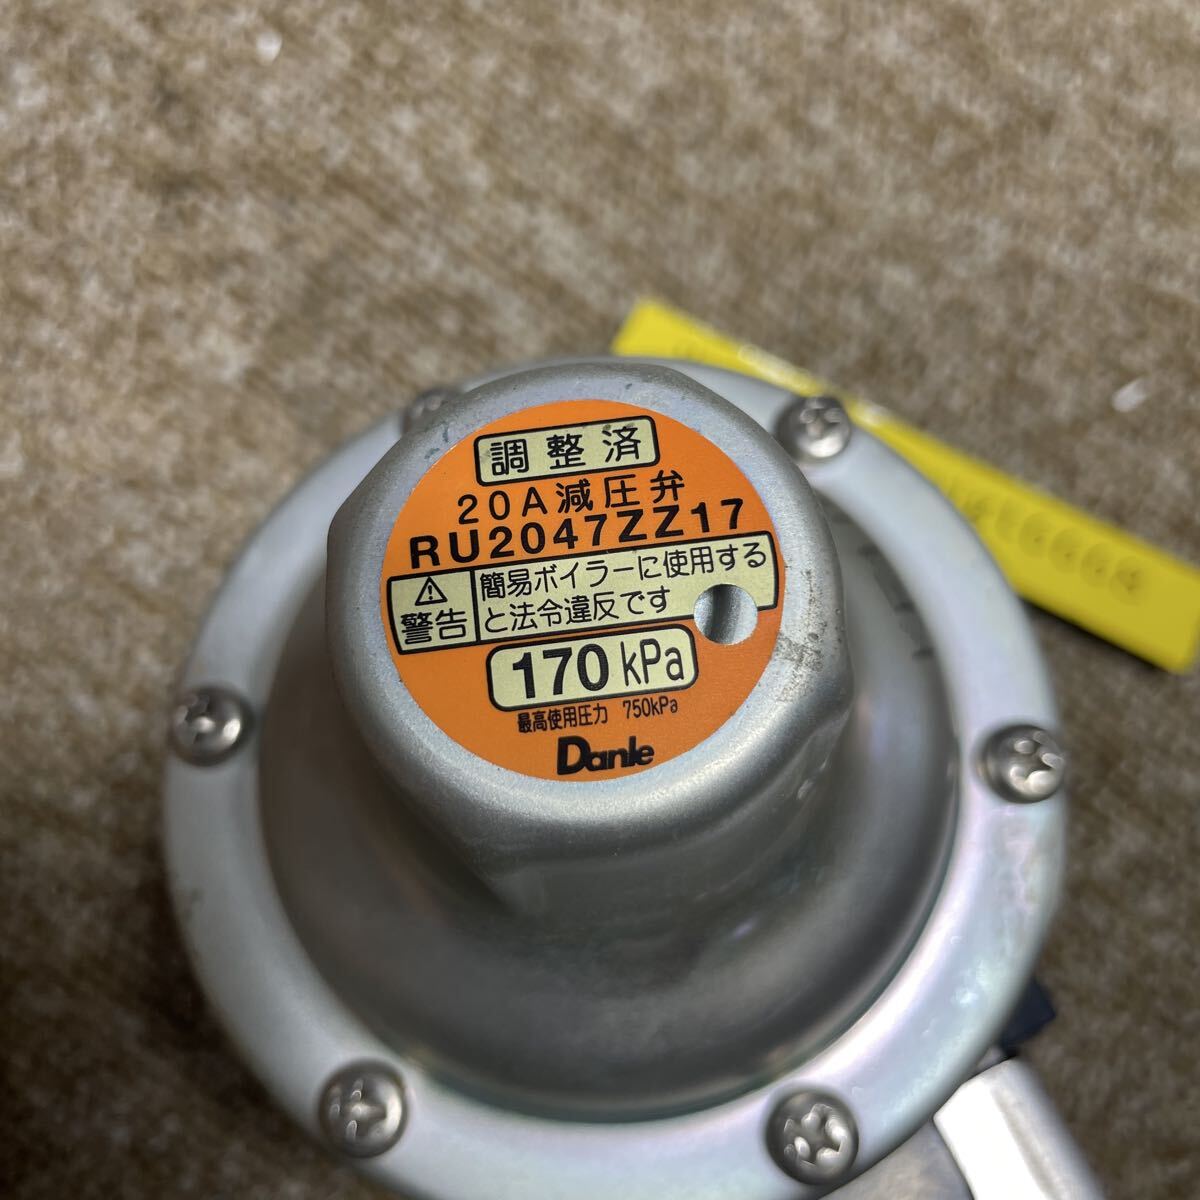 調整済
20A減圧弁
RU2047ZZ17
警告
簡易ボイラーに使用する
と法令違反です
170 kPa
最高使用圧力 750kPa
Danle